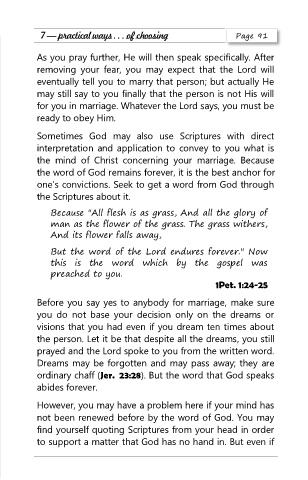 7 — practical ways . . . of choosing
Page 91
As you pray further, He will then speak specifically. After
removing your fear, you may expect that the Lord will
eventually tell you to marry that person; but actually He
may still say to you finally that the person is not His will
for you in marriage. Whatever the Lord says, you must be
ready to obey Him.
Sometimes God may also use Scriptures with direct
interpretation and application to convey to you what is
the mind of Christ concerning your marriage. Because
the word of God remains forever, it is the best anchor for
one's convictions. Seek to get a word from God through
the Scriptures about it.
Because "All flesh is as grass, And all the glory of
man as the flower of the grass. The grass withers,
And its flower falls away,
But the word of the Lord endures forever." Now
this is the word which by the gospel was
preached to you.
1Pet. 1:24-25
Before you say yes to anybody for marriage, make sure
you do not base your decision only on the dreams or
visions that you had even if you dream ten times about
the person. Let it be that despite all the dreams, you still
prayed and the Lord spoke to you from the written word.
Dreams may be forgotten and may pass away; they are
ordinary chaff (Jer. 23:28). But the word that God speaks
abides forever.
However, you may have a problem here if your mind has
not been renewed before by the word of God. You may
find yourself quoting Scriptures from your head in order
to support a matter that God has no hand in. But even if